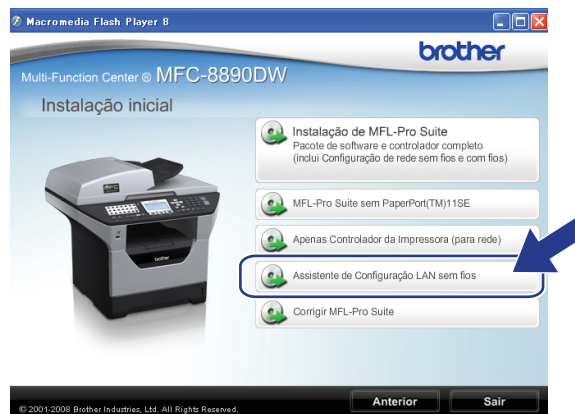 Macromedia Flash Player 8
brother
Multi-Function Center ® MFC-8890DW
Instalação inicial
Instalação de MFL-Pro Suite
Pacote de software e controlador completo
(inclui Configuração de rede sem fios e com fios)
MFL-Pro Suite sem PaperPort(TM)11SE
Apenas Controlador da Impressora (para rede)
Assistente de Configuração LAN sem fios
Corrigir MFL-Pro Suite
brother
Anterior
Sair
© 2001-2008 Brother Industries, Ltd. All Rights Reserved.